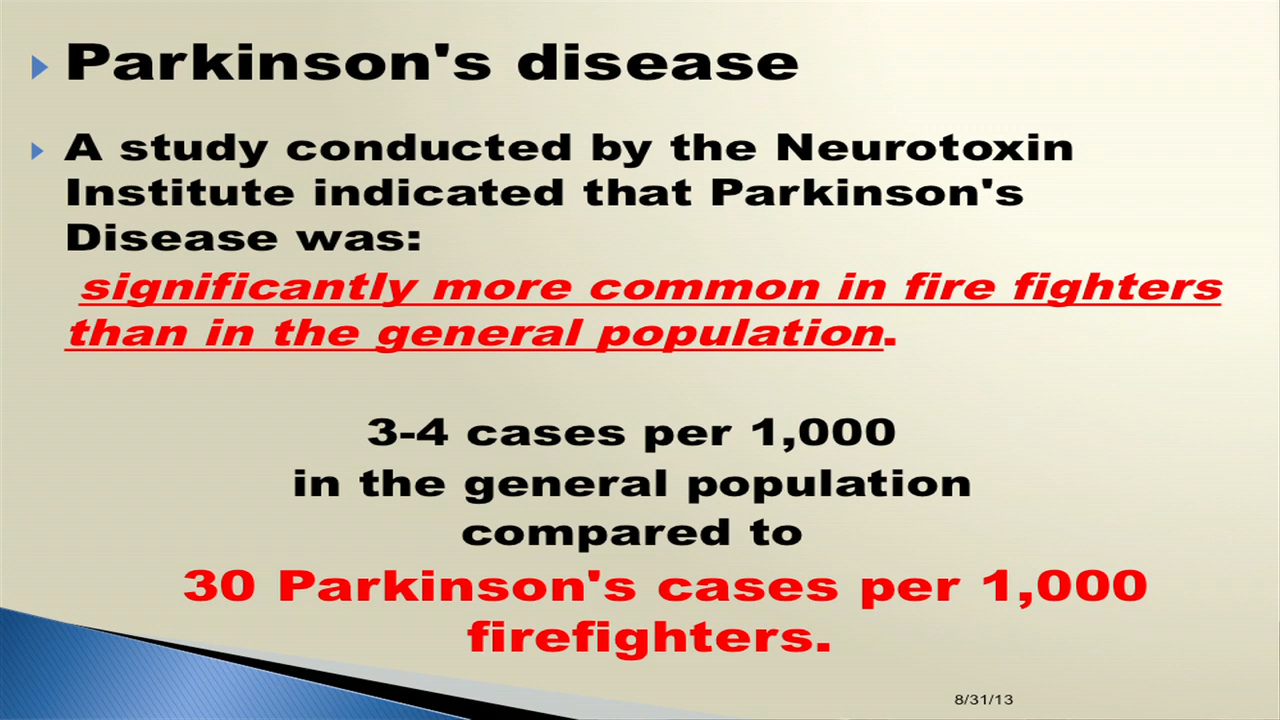 Parkinson's disease
A study conducted by the Neurotoxin
Institute indicated that Parkinson's
Disease was:
significantly more common in fire fighters
than in the general population.
3-4 cases per 1,000
in the general population
compared to
30 Parkinson's cases per 1,000
firefighters.
8/31/13